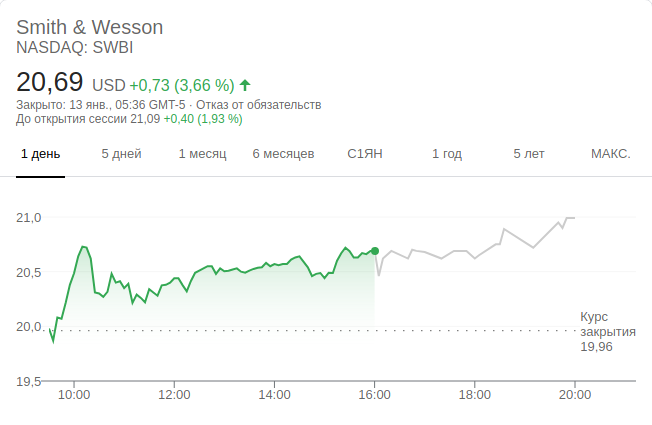 Smith & Wesson
NASDAQ: SWBI
20,69 USD +0,73 (3,66 %)
Закрыто: 13 янв., 05:36 GMT-5 · Отказ от обязательств
До открытия сессии 21,09 +0,40 (1,93 %)
1 день 5 дней 1 месяц 6 месяцев С1ЯН 1 год 5 лет МАКС.
21,0
20,5
20,0
19,5
Курс
закрытия
19,96
10:00 12:00 14:00 16:00 18:00 20:00